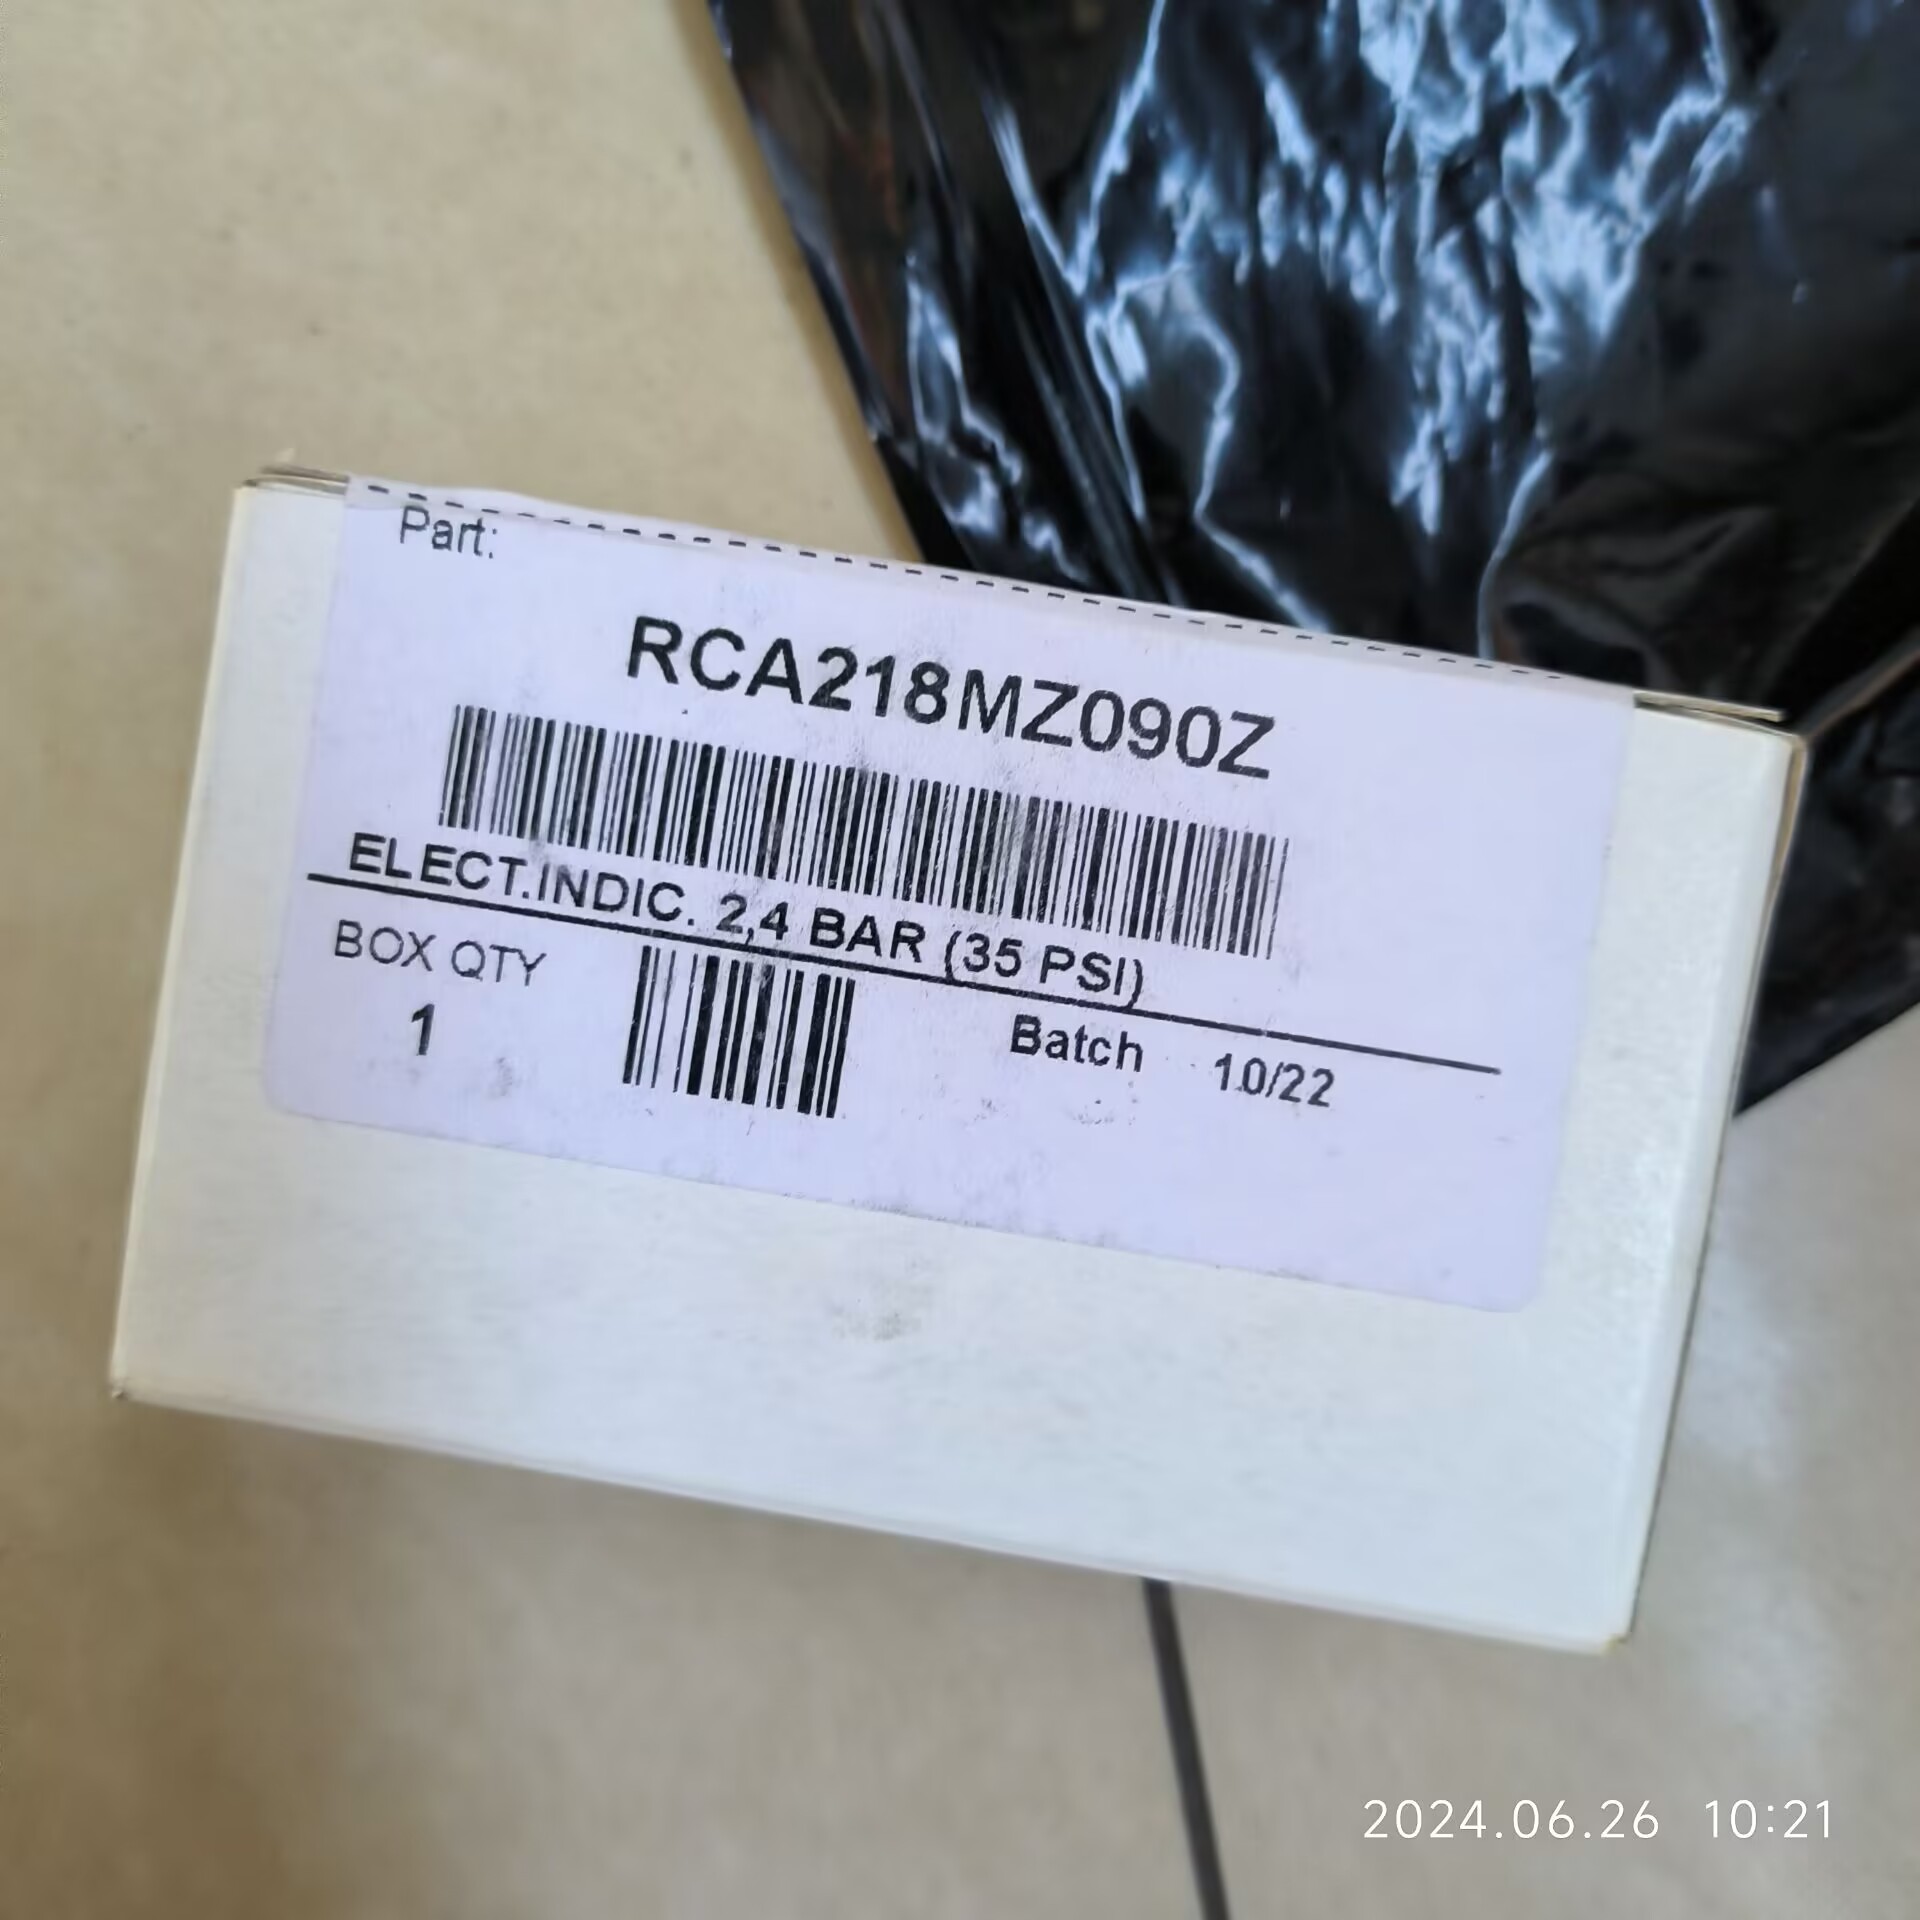 Part:
RCA218MZ090Z
ELECT.INDIC. 2,4 BAR (35 PSI)
BOX QTY
1
Batch 10/22
2024.06.26 10:21